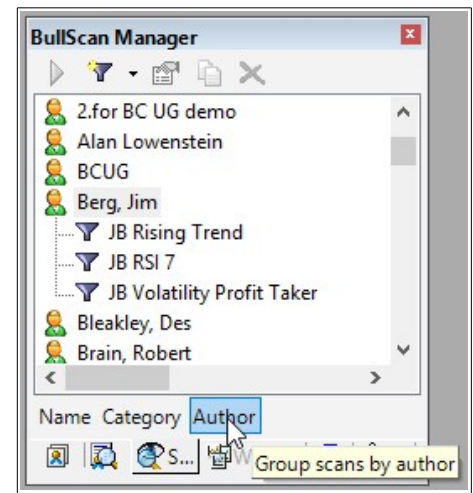 BullScan Manager
2.for BC UG demo
Alan Lowenstein
BCUG
Berg, Jim
JB Rising Trend
JB RSI 7
JB Volatility Profit Taker
Bleakley, Des
Brain, Robert
Name Category Author
S... W
Group scans by author